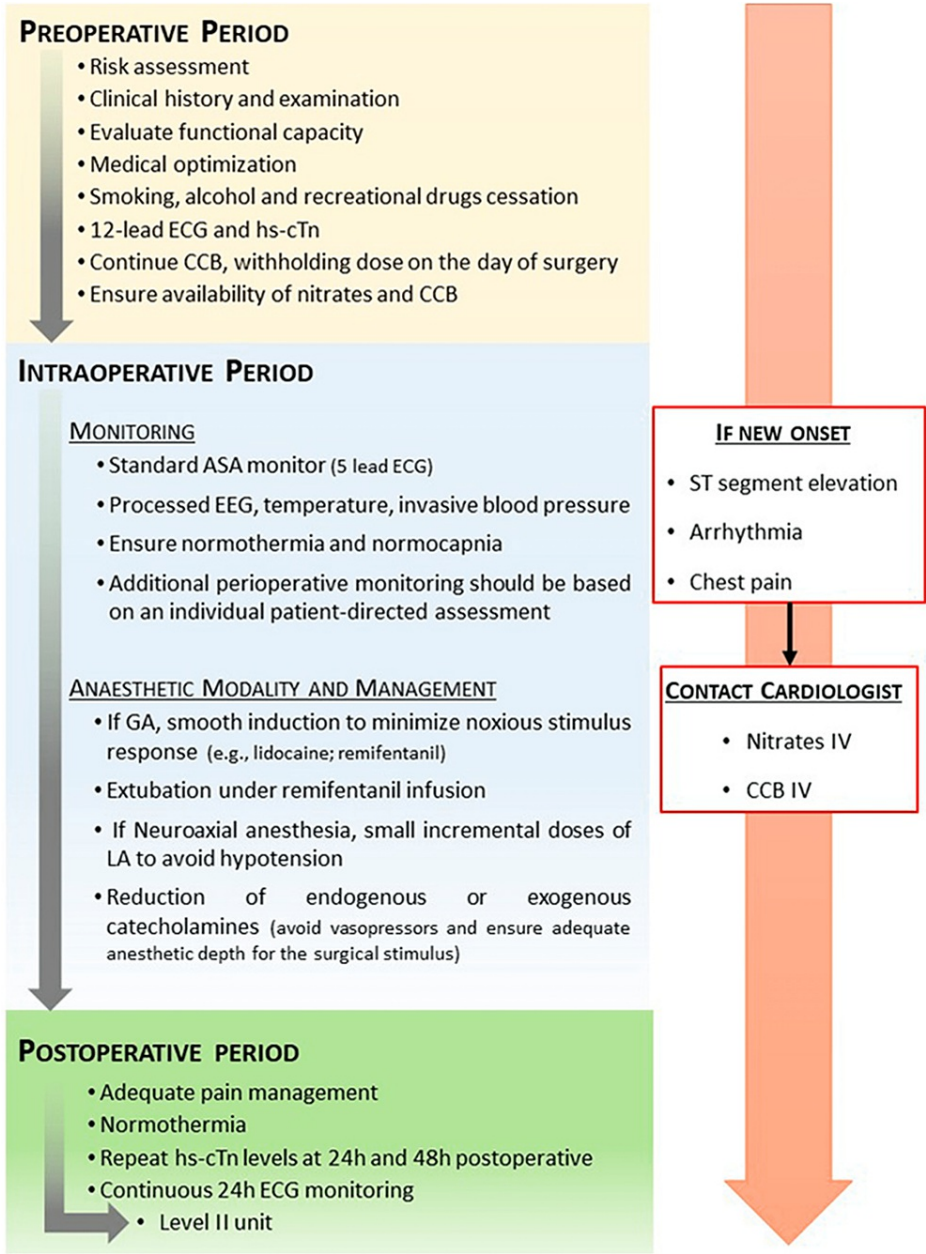 PREOPERATIVE PERIOD
• Risk assessment
• Clinical history and examination
• Evaluate functional capacity
• Medical optimization
• Smoking, alcohol and recreational drugs cessation
• 12-lead ECG and hs-cTn
• Continue CCB, withholding dose on the day of surgery
• Ensure availability of nitrates and CCB
INTRAOPERATIVE PERIOD
MONITORING
• Standard ASA monitor (5 lead ECG)
• Processed EEG, temperature, invasive blood pressure
• Ensure normothermia and normocapnia
• Additional perioperative monitoring should be based
on an individual patient-directed assessment
ANAESTHETIC MODALITY AND MANAGEMENT
• If GA, smooth induction to minimize noxious stimulus
response (e.g., lidocaine; remifentanil)
• Extubation under remifentanil infusion
• If Neuroaxial anesthesia, small incremental doses of
LA to avoid hypotension
• Reduction of endogenous or exogenous
catecholamines (avoid vasopressors and ensure adequate
anesthetic depth for the surgical stimulus)
IF NEW ONSET
• ST segment elevation
• Arrhythmia
• Chest pain
CONTACT CARDIOLOGIST
• Nitrates IV
• CCB IV
POSTOPERATIVE PERIOD
• Adequate pain management
• Normothermia
• Repeat hs-cTn levels at 24h and 48h postoperative
• Continuous 24h ECG monitoring
• Level II unit